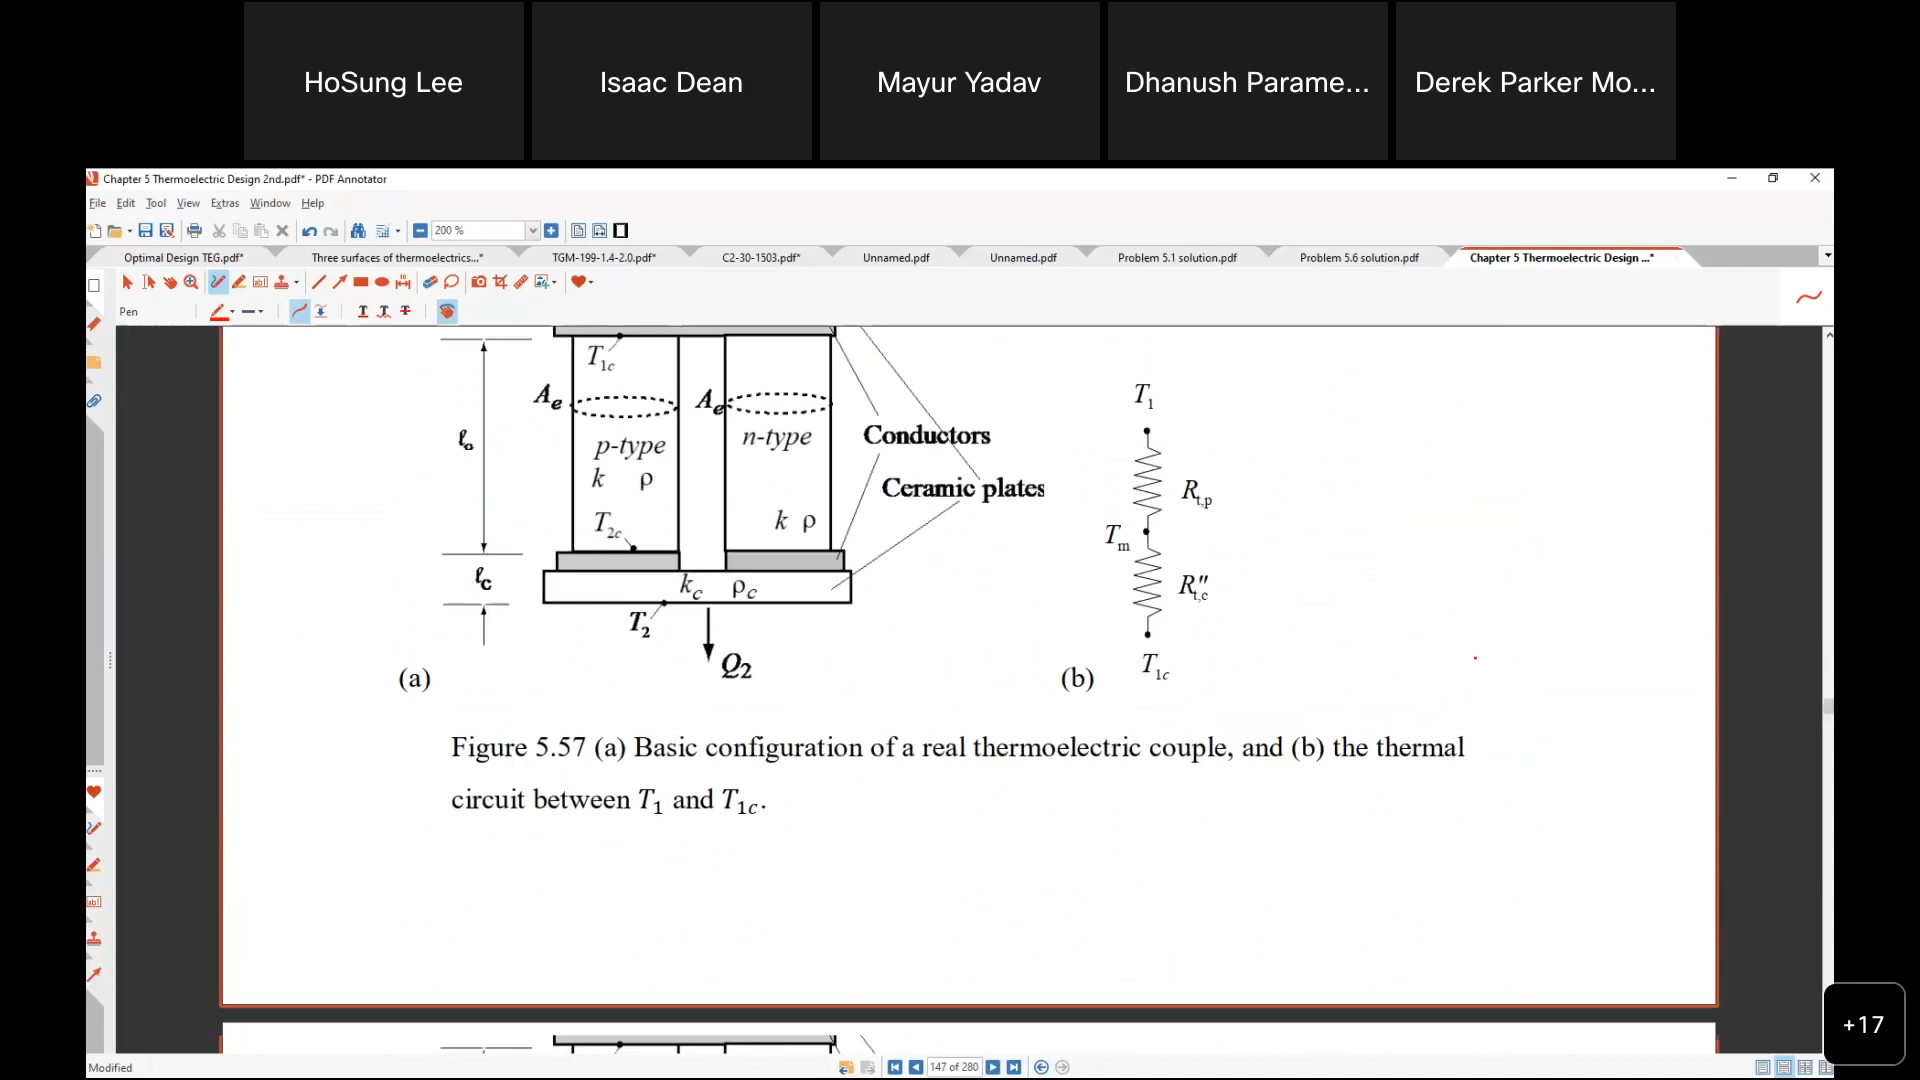 HoSung Lee
Isaac Dean
Mayur Yadav
Dhanush Parame...
Derek Parker Mo...
Chapter 5 Thermoelectric Design 2nd.pdf* - PDF Annotator
File Edit Tool View Extras Window Help
200 %
Optimal Design TEG.pdf*
Three surfaces of thermoelectrics...*
TGM-199-1.4-2.0.pdf*
C2-30-1503.pdf*
Unnamed.pdf
Unnamed.pdf
Problem 5.1 solution.pdf
Problem 5.6 solution.pdf
Chapter 5 Thermoelectric Design ...*
Pen
T1c
Ae
Ae
ℓo
p-type
n-type
k ρ
T2c
k ρ
Conductors
Ceramic plates
ℓc
kc ρc
T2
Q2
(a)
T1
Rt,p
Tm
R″t,c
T1c
(b)
Figure 5.57 (a) Basic configuration of a real thermoelectric couple, and (b) the thermal
circuit between T1 and T1c.
+17
Modified
147 of 280